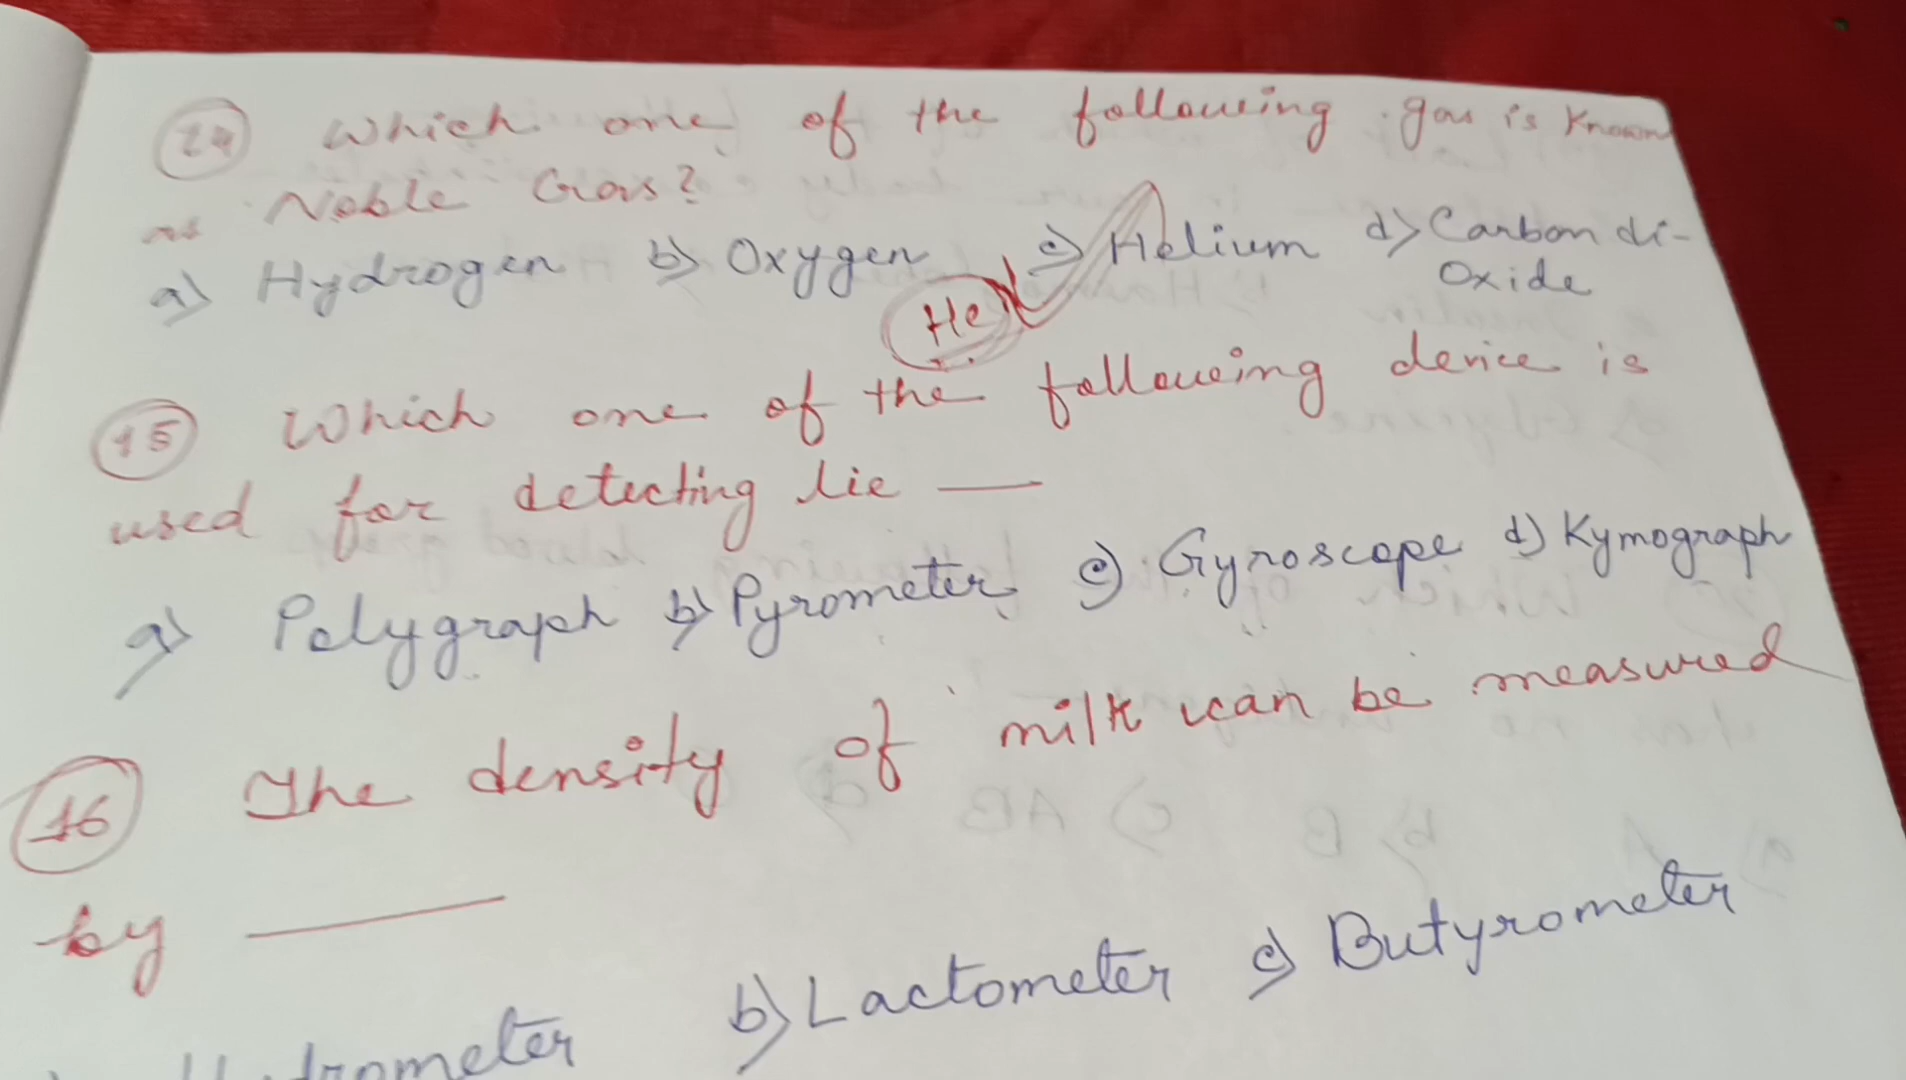 24 Which one of the following gas is known
as Noble Gas?
a) Hydrogen b) Oxygen c) Helium d) Carbon di-
Oxide
He
15 Which one of the following device is
used for detecting lie —
a) Polygraph b) Pyrometer c) Gyroscope d) Kymograph
16 The density of milk can be measured
by —
b) Lactometer c) Butyrometer